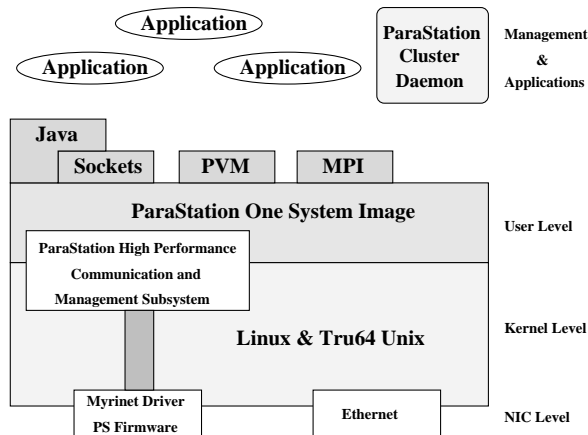 Application
Application
Application
ParaStation
Cluster
Daemon
Management
&
Applications
Java
Sockets
PVM
MPI
ParaStation One System Image
User Level
ParaStation High Performance
Communication and
Management Subsystem
Linux & Tru64 Unix
Kernel Level
Myrinet Driver
PS Firmware
Ethernet
NIC Level